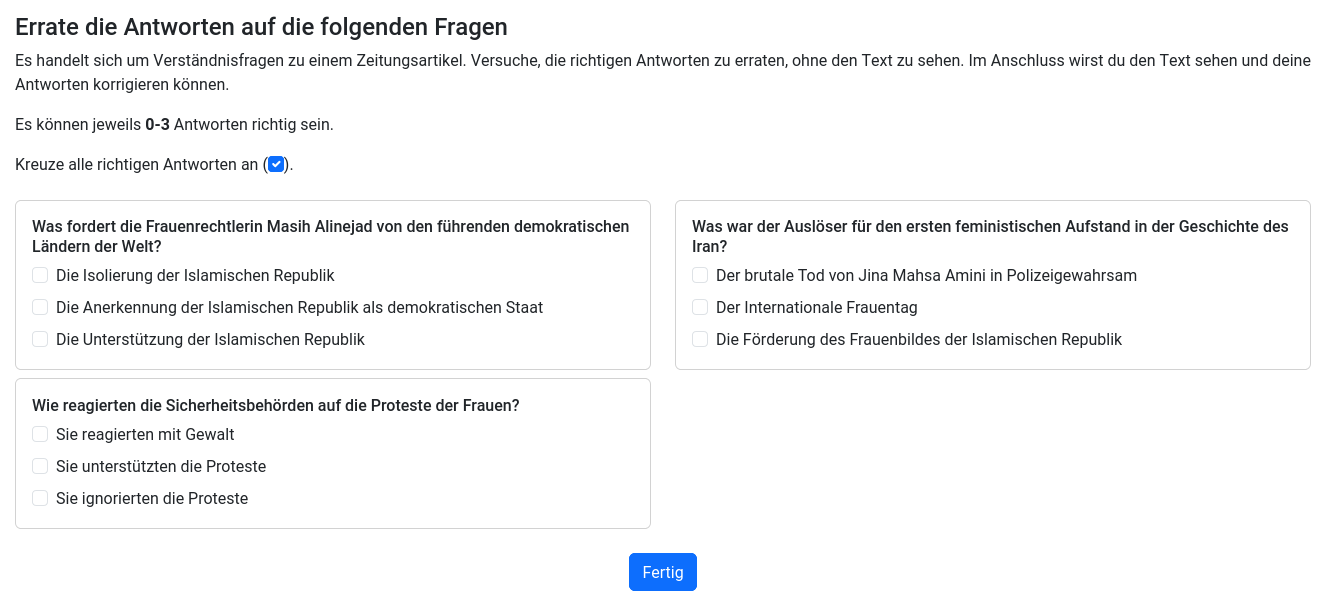 Errate die Antworten auf die folgenden Fragen
Es handelt sich um Verständnisfragen zu einem Zeitungsartikel. Versuche, die richtigen Antworten zu erraten, ohne den Text zu sehen. Im Anschluss wirst du den Text sehen und deine
Antworten korrigieren können.
Es können jeweils 0-3 Antworten richtig sein.
Kreuze alle richtigen Antworten an ( ).
Was fordert die Frauenrechtlerin Masih Alinejad von den führenden demokratischen
Ländern der Welt?
Die Isolierung der Islamischen Republik
Die Anerkennung der Islamischen Republik als demokratischen Staat
Die Unterstützung der Islamischen Republik
Was war der Auslöser für den ersten feministischen Aufstand in der Geschichte des
Iran?
Der brutale Tod von Jina Mahsa Amini in Polizeigewahrsam
Der Internationale Frauentag
Die Förderung des Frauenbildes der Islamischen Republik
Wie reagierten die Sicherheitsbehörden auf die Proteste der Frauen?
Sie reagierten mit Gewalt
Sie unterstützten die Proteste
Sie ignorierten die Proteste
Fertig